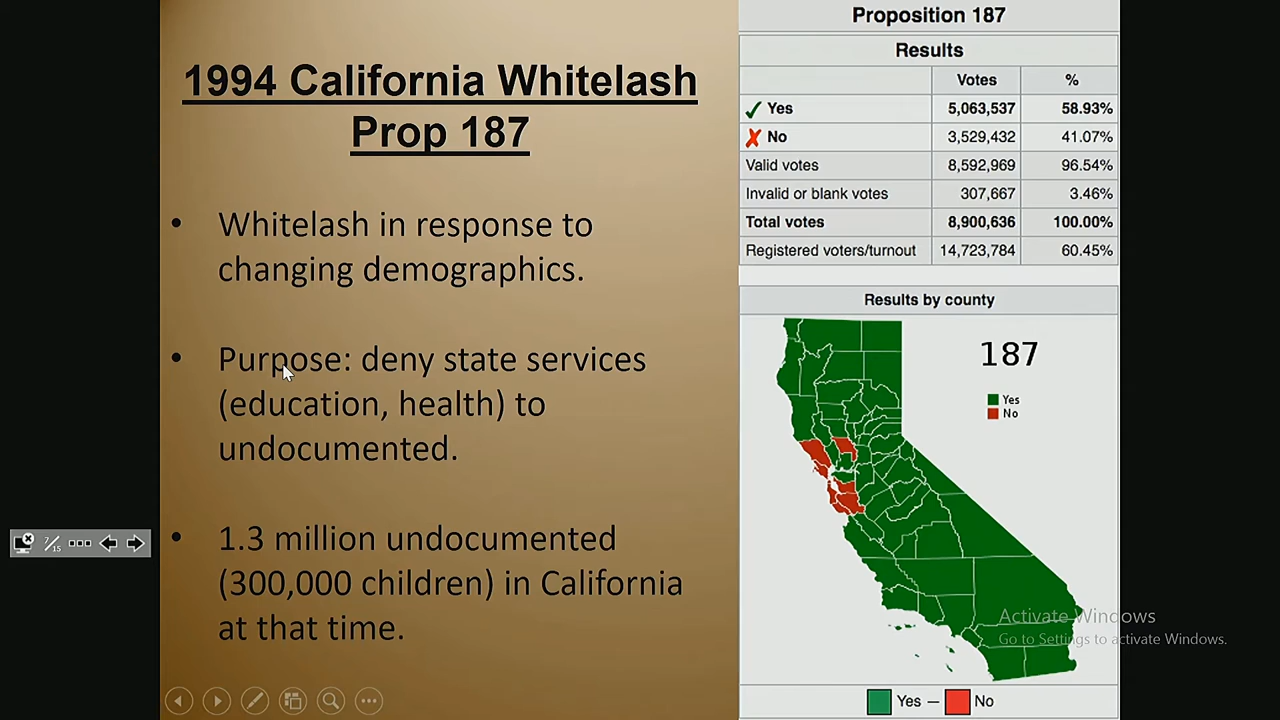 1994 California Whitelash
Prop 187
• Whitelash in response to
changing demographics.
• Purpose: deny state services
(education, health) to
undocumented.
• 1.3 million undocumented
(300,000 children) in California
at that time.
7/15
Proposition 187
Results
Votes %
Yes 5,063,537 58.93%
No 3,529,432 41.07%
Valid votes 8,592,969 96.54%
Invalid or blank votes 307,667 3.46%
Total votes 8,900,636 100.00%
Registered voters/turnout 14,723,784 60.45%
Results by county
187
Yes
No
Activate Windows
Go to Settings to activate Windows.
Yes — No